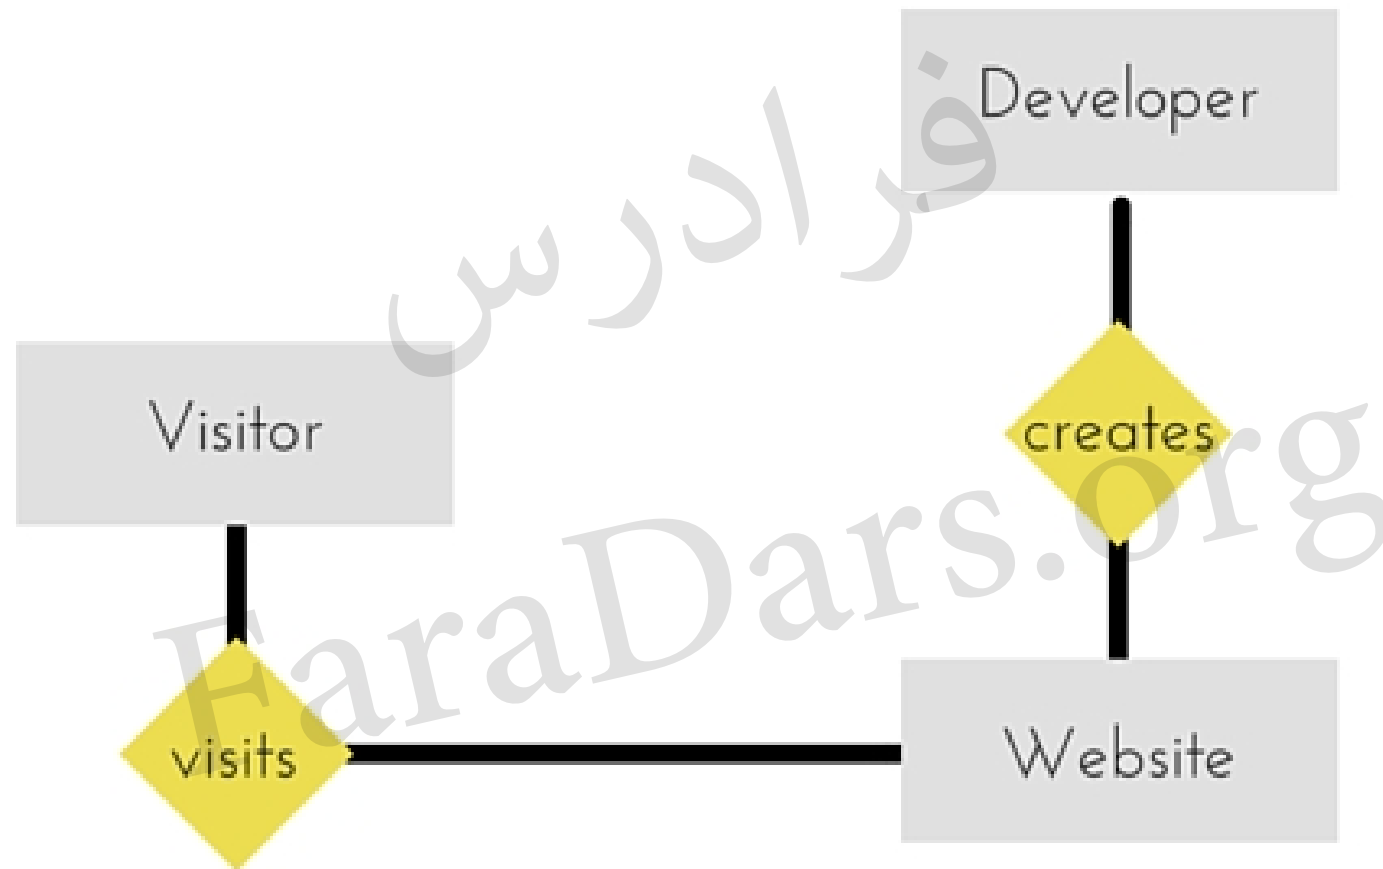 Developer
فرادرس
Visitor
creates
FaraDars.org
visits
Website